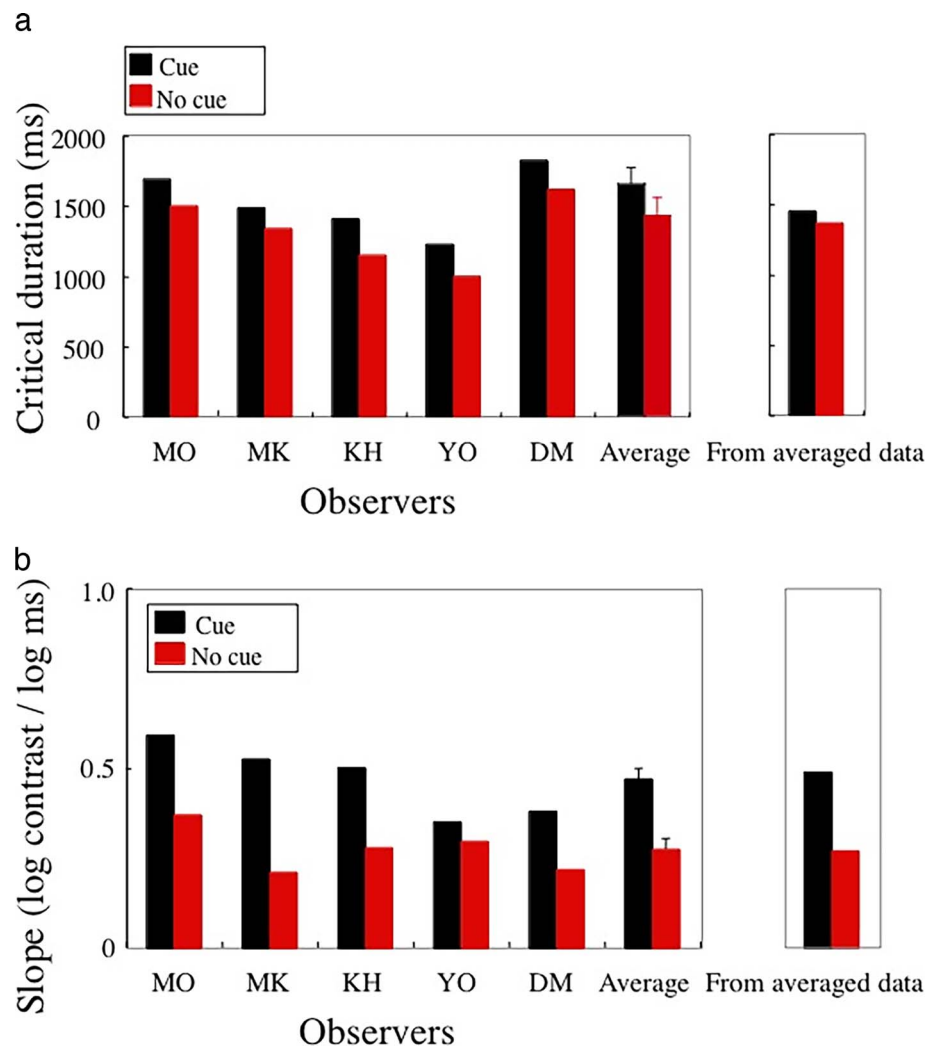 a
Cue
No cue
Critical duration (ms)
2000
1500
1000
500
0
MO MK KH YO DM Average From averaged data
Observers
b
Slope (log contrast / log ms)
1.0
Cue
No cue
0.5
0
MO MK KH YO DM Average From averaged data
Observers